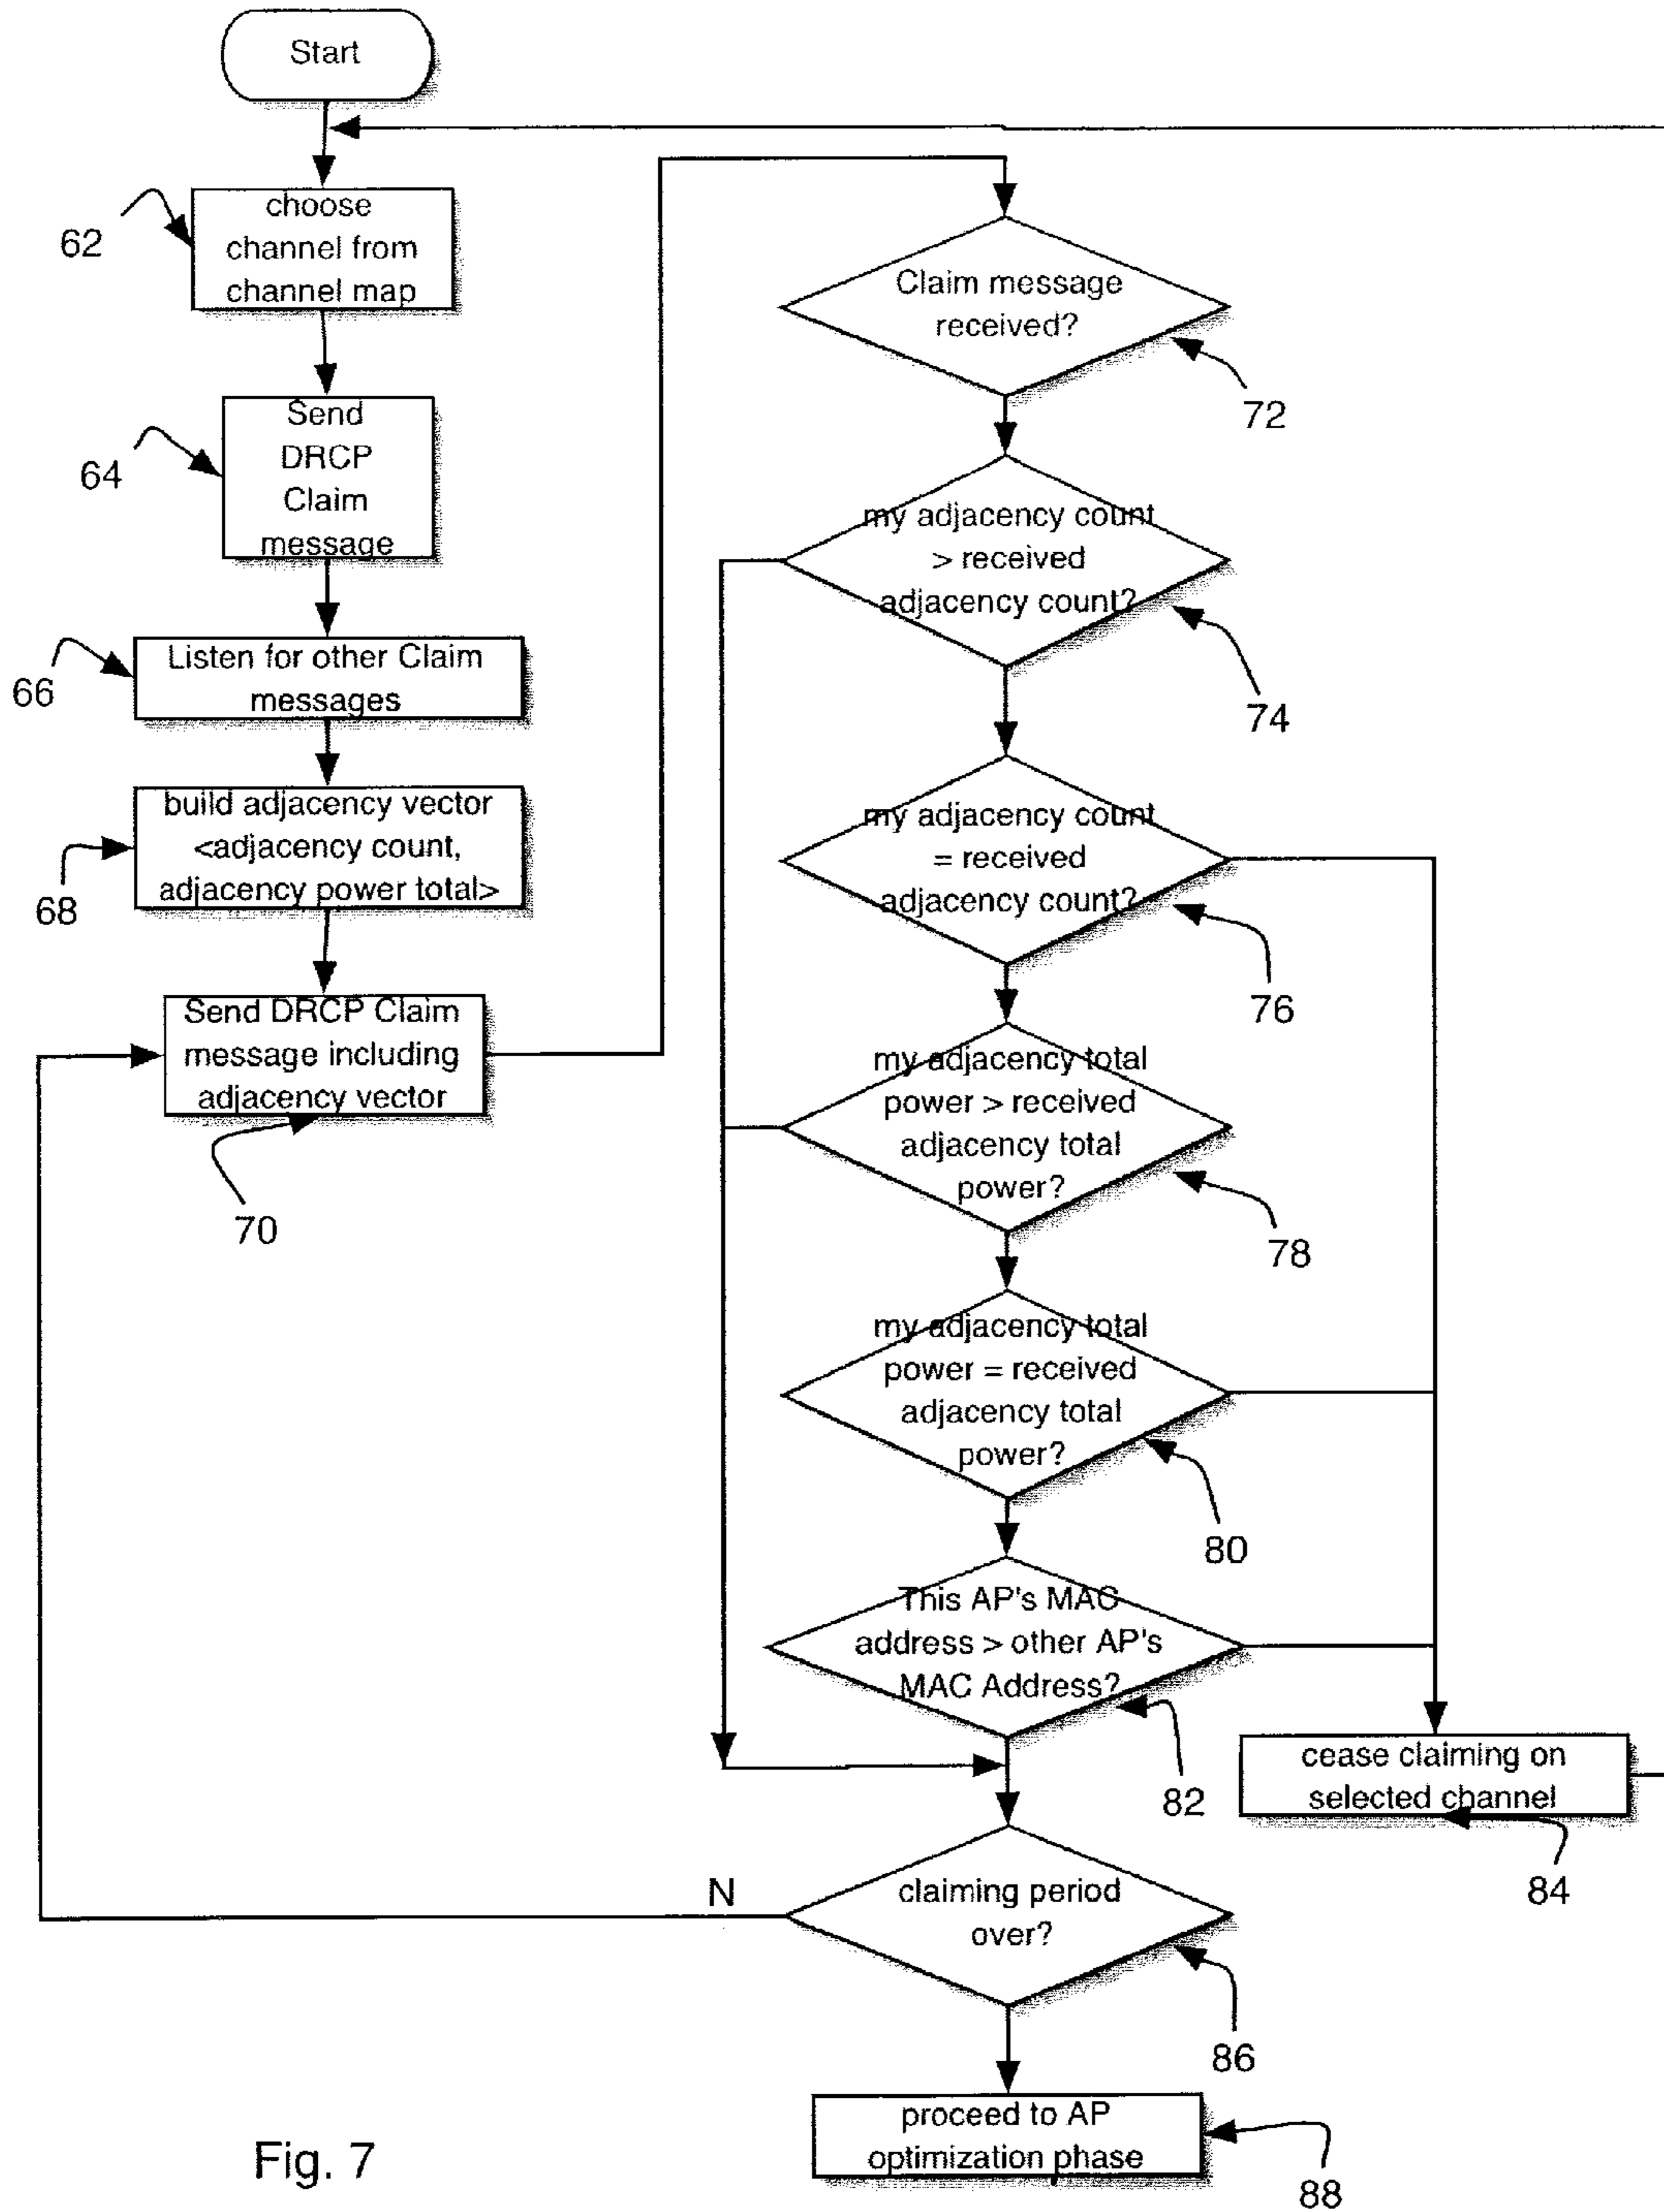 Start
choose
channel from
channel map
62
Send
DRCP
Claim
message
64
Listen for other Claim
messages
66
build adjacency vector
<adjacency count,
adjacency power total>
68
Send DRCP Claim
message including
adjacency vector
70
Claim message
received?
72
my adjacency count
> received
adjacency count?
74
my adjacency count
= received
adjacency count?
76
my adjacency total
power > received
adjacency total
power?
78
my adjacency total
power = received
adjacency total
power?
80
This AP's MAC
address > other AP's
MAC Address?
82
cease claiming on
selected channel
84
N
claiming period
over?
86
proceed to AP
optimization phase
88
Fig. 7